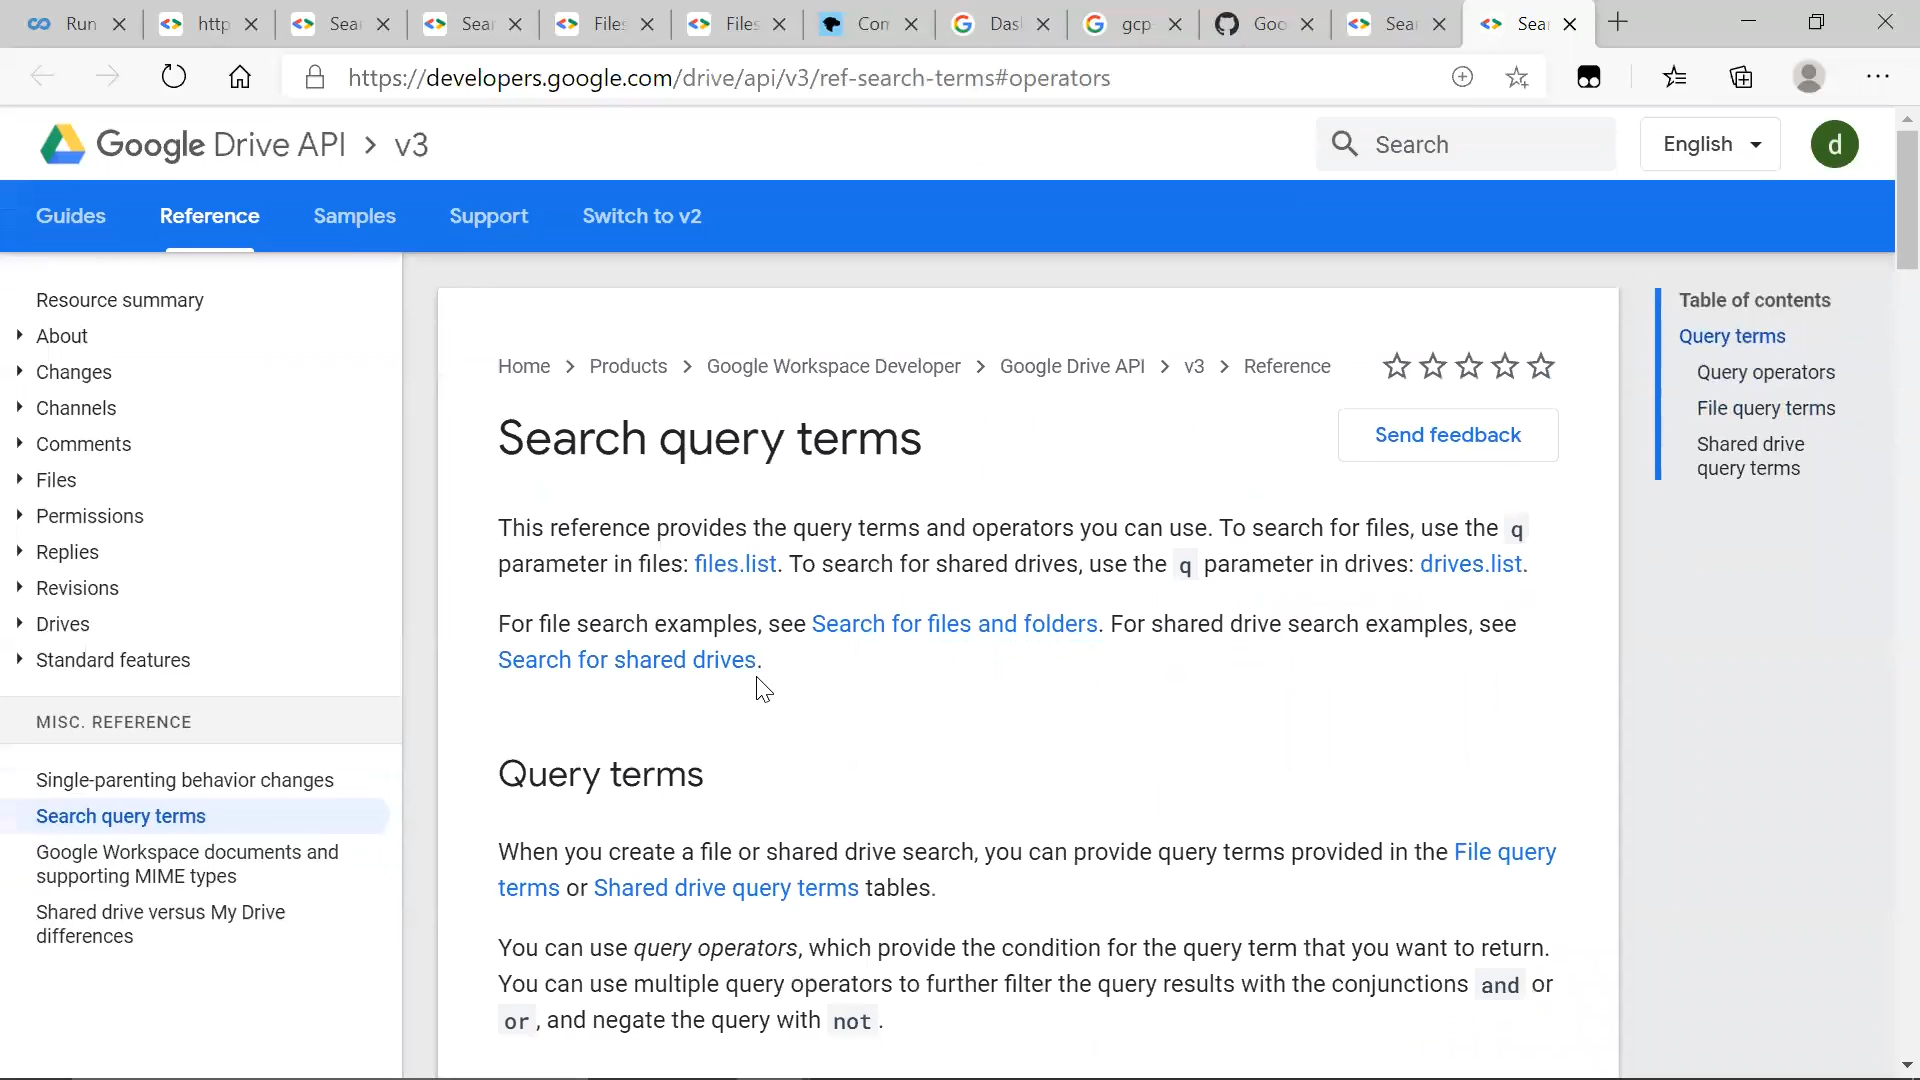 Run
http
Sear
Sear
Files
Files
Com
Das
gcp
Goo
Sear
Sear
https://developers.google.com/drive/api/v3/ref-search-terms#operators
Google Drive API > v3
Search
English
d
Guides
Reference
Samples
Support
Switch to v2
Resource summary
About
Changes
Channels
Comments
Files
Permissions
Replies
Revisions
Drives
Standard features
MISC. REFERENCE
Single-parenting behavior changes
Search query terms
Google Workspace documents and
supporting MIME types
Shared drive versus My Drive
differences
Home > Products > Google Workspace Developer > Google Drive API > v3 > Reference
Search query terms
Send feedback
This reference provides the query terms and operators you can use. To search for files, use the q
parameter in files: files.list. To search for shared drives, use the q parameter in drives: drives.list.
For file search examples, see Search for files and folders. For shared drive search examples, see
Search for shared drives.
Query terms
When you create a file or shared drive search, you can provide query terms provided in the File query
terms or Shared drive query terms tables.
You can use query operators, which provide the condition for the query term that you want to return.
You can use multiple query operators to further filter the query results with the conjunctions and or
or, and negate the query with not.
Table of contents
Query terms
Query operators
File query terms
Shared drive
query terms